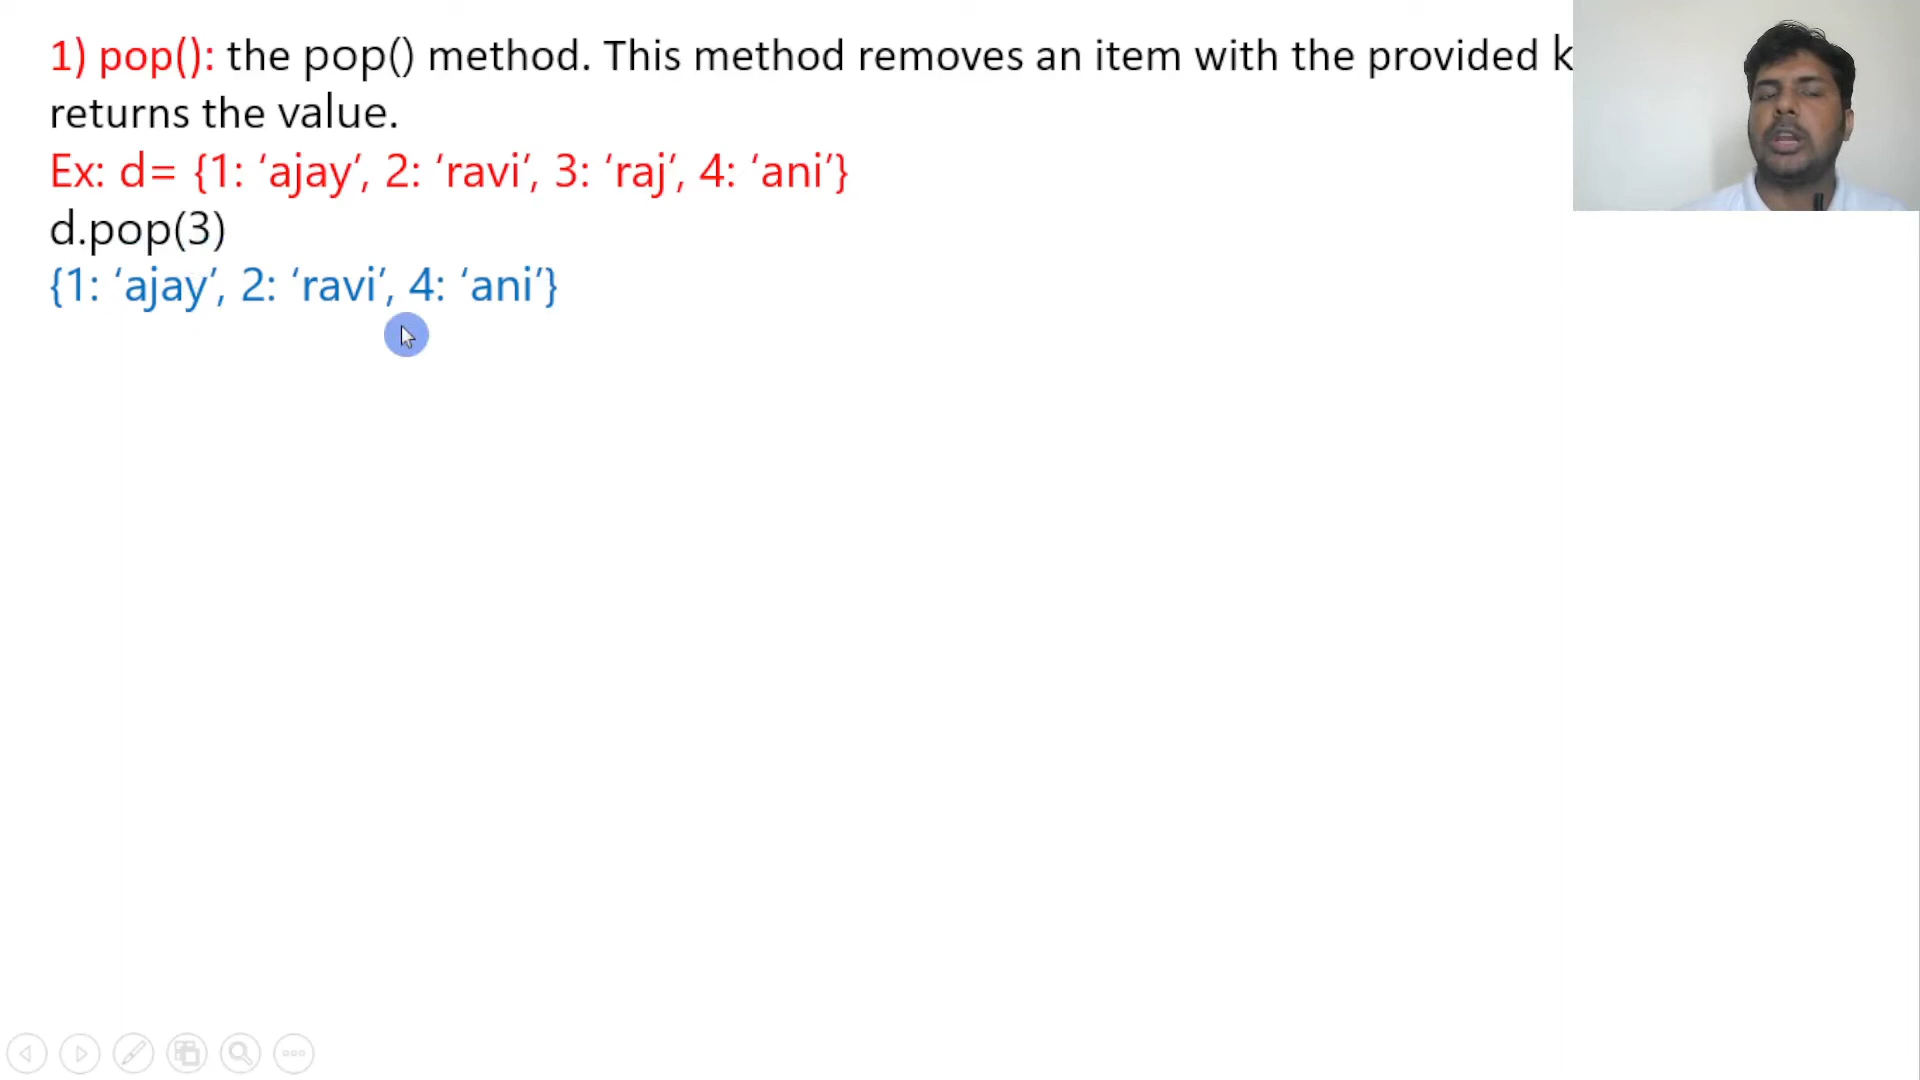 1) pop(): the pop() method. This method removes an item with the provided k
returns the value.
Ex: d= {1: ‘ajay’, 2: ‘ravi’, 3: ‘raj’, 4: ‘ani’}
d.pop(3)
{1: ‘ajay’, 2: ‘ravi’, 4: ‘ani’}